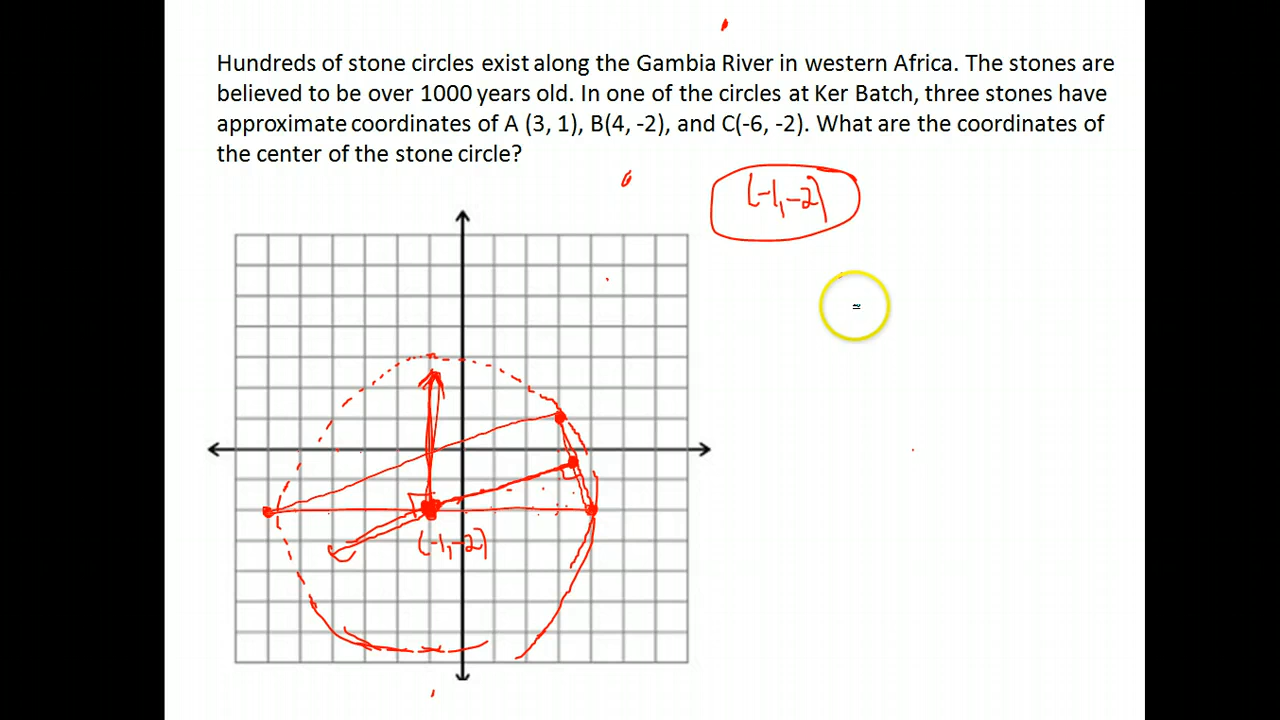 Hundreds of stone circles exist along the Gambia River in western Africa. The stones are
believed to be over 1000 years old. In one of the circles at Ker Batch, three stones have
approximate coordinates of A (3, 1), B(4, -2), and C(-6, -2). What are the coordinates of
the center of the stone circle?
(-1, -2)
(-1, -2)